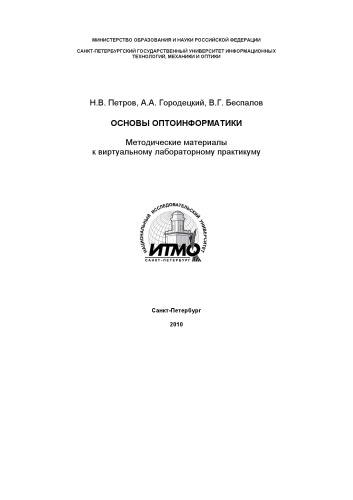 МИНИСТЕРСТВО ОБРАЗОВАНИЯ И НАУКИ РОССИЙСКОЙ ФЕДЕРАЦИИ
САНКТ-ПЕТЕРБУРГСКИЙ ГОСУДАРСТВЕННЫЙ УНИВЕРСИТЕТ ИНФОРМАЦИОННЫХ
ТЕХНОЛОГИЙ, МЕХАНИКИ И ОПТИКИ
Н.В. Петров, А.А. Городецкий, В.Г. Беспалов
ОСНОВЫ ОПТОИНФОРМАТИКИ
Методические материалы
к виртуальному лабораторному практикуму
НАЦИОНАЛЬНЫЙ ИССЛЕДОВАТЕЛЬСКИЙ УНИВЕРСИТЕТ
ИТМО
САНКТ-ПЕТЕРБУРГ
Санкт-Петербург
2010